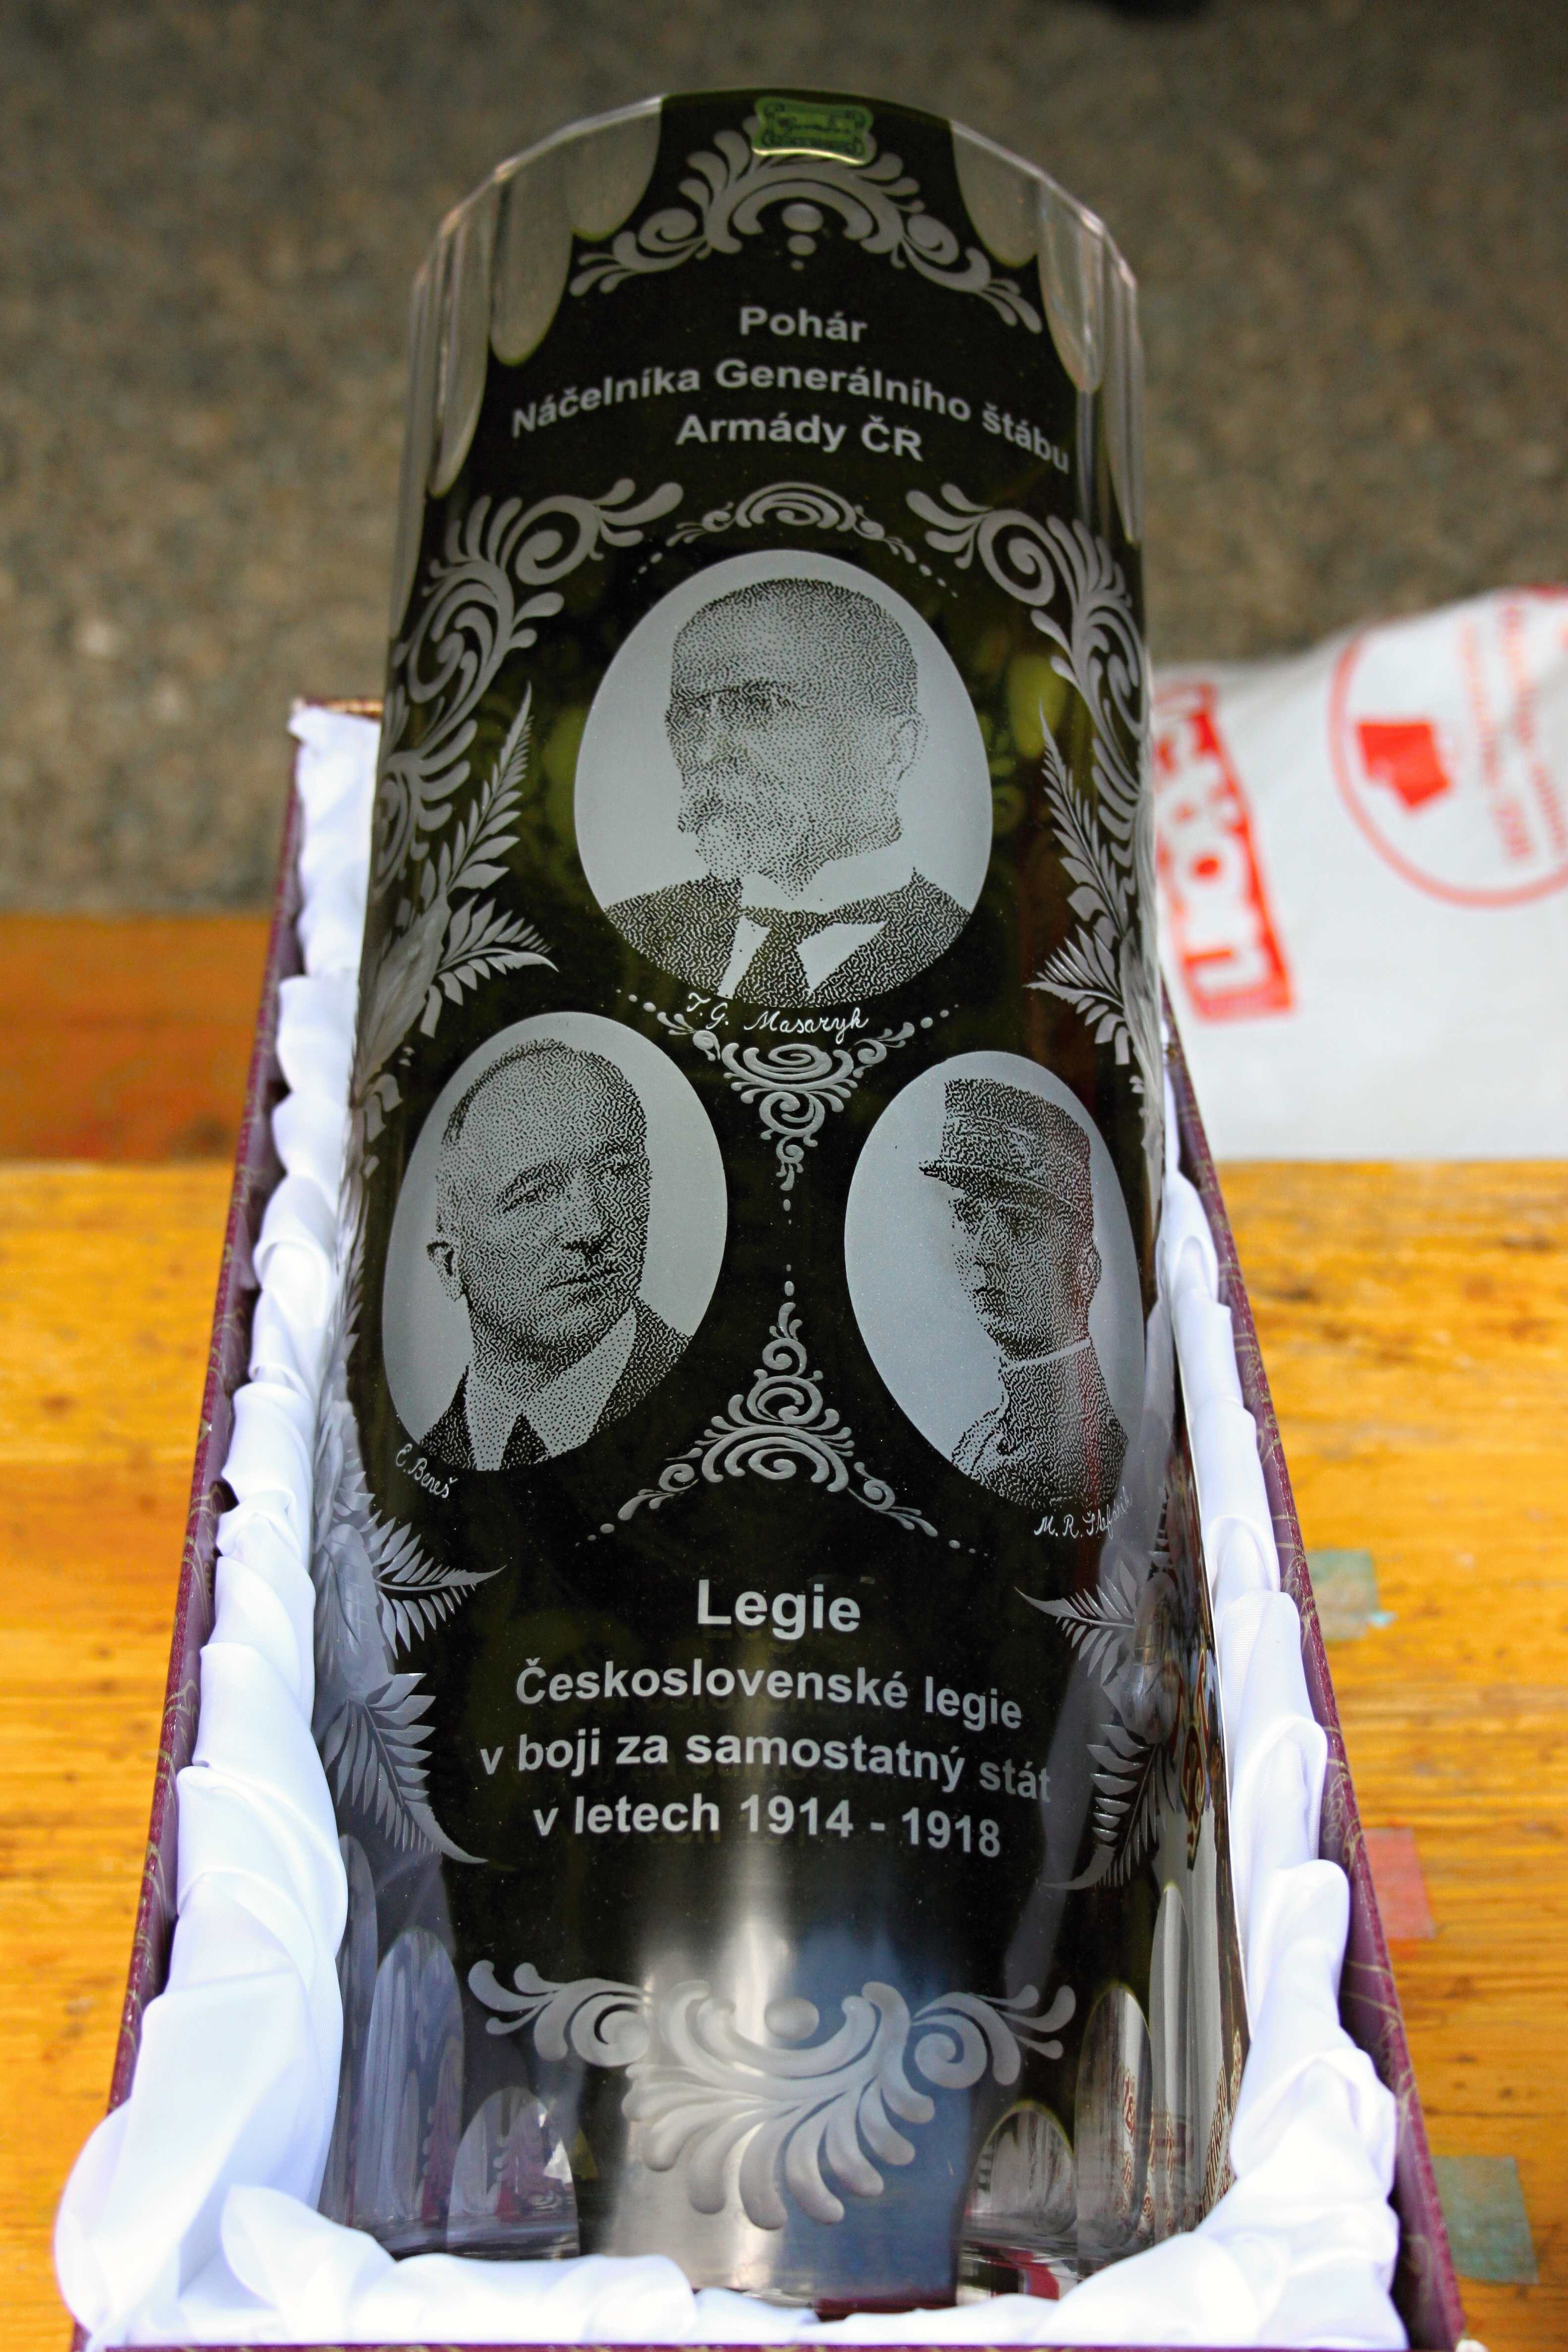 Pohár
Náčelníka Generálního štábu
Armády ČR
T. G. Masaryk
E. Beneš
M. R. Štefánik
Legie
Československé legie
v boji za samostatný stát
v letech 1914 - 1918